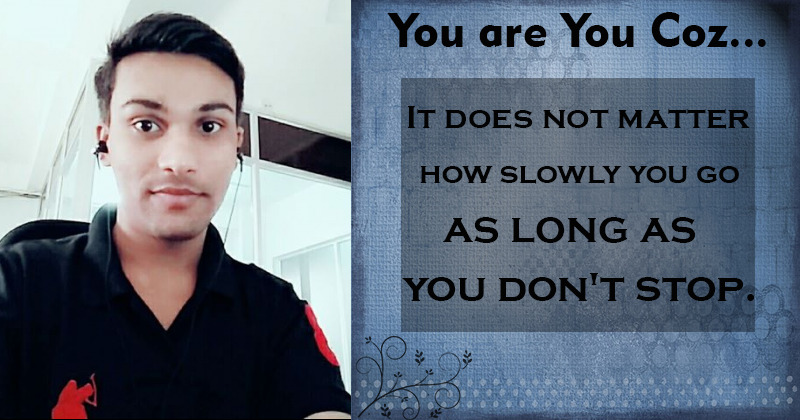 You are You Coz...
It does not matter
how slowly you go
as long as
you don't stop.